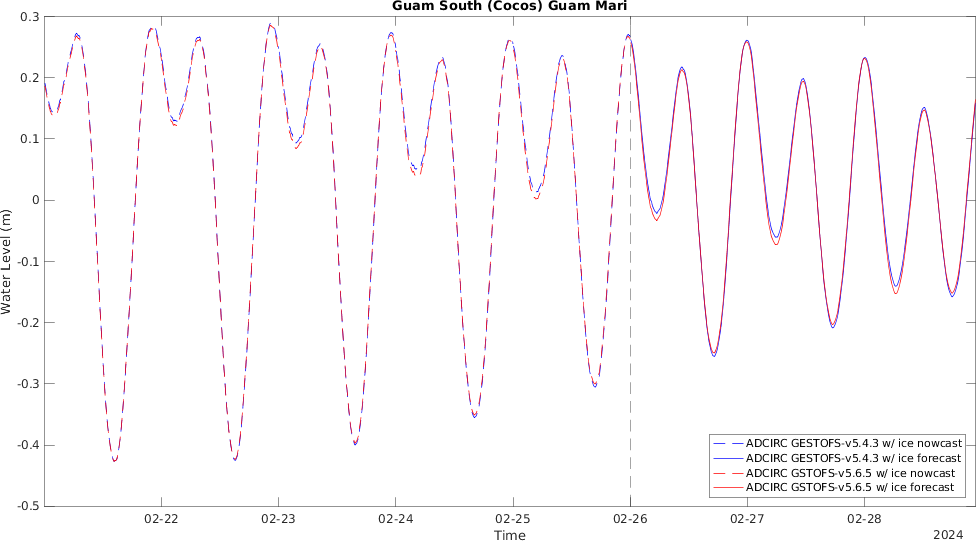 Guam South (Cocos) Guam Mari
0.3
0.2
0.1
0
-0.1
-0.2
-0.3
-0.4
-0.5
Water Level (m)
ADCIRC GESTOFS-v5.4.3 w/ ice nowcast
ADCIRC GESTOFS-v5.4.3 w/ ice forecast
ADCIRC GSTOFS-v5.6.5 w/ ice nowcast
ADCIRC GSTOFS-v5.6.5 w/ ice forecast
02-22 02-23 02-24 02-25 02-26 02-27 02-28
Time
2024